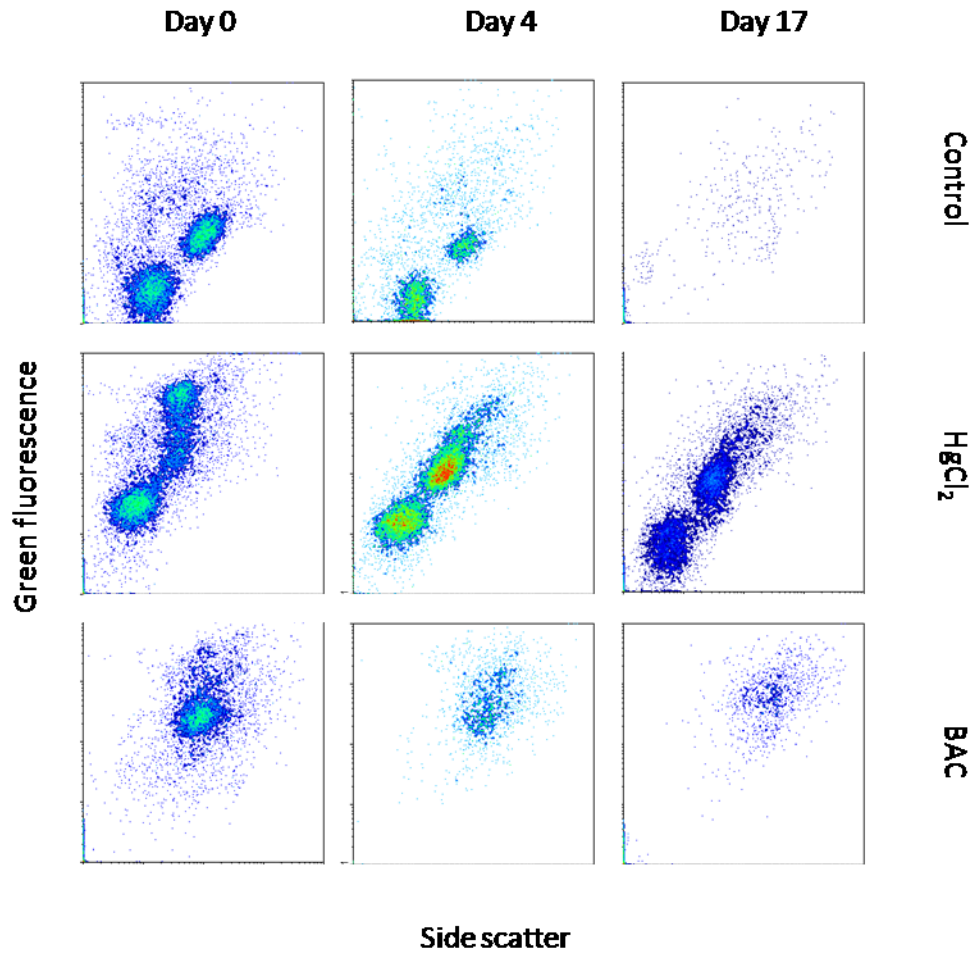 Day 0
Day 4
Day 17
Control
Green fluorescence
HgCl₂
BAC
Side scatter